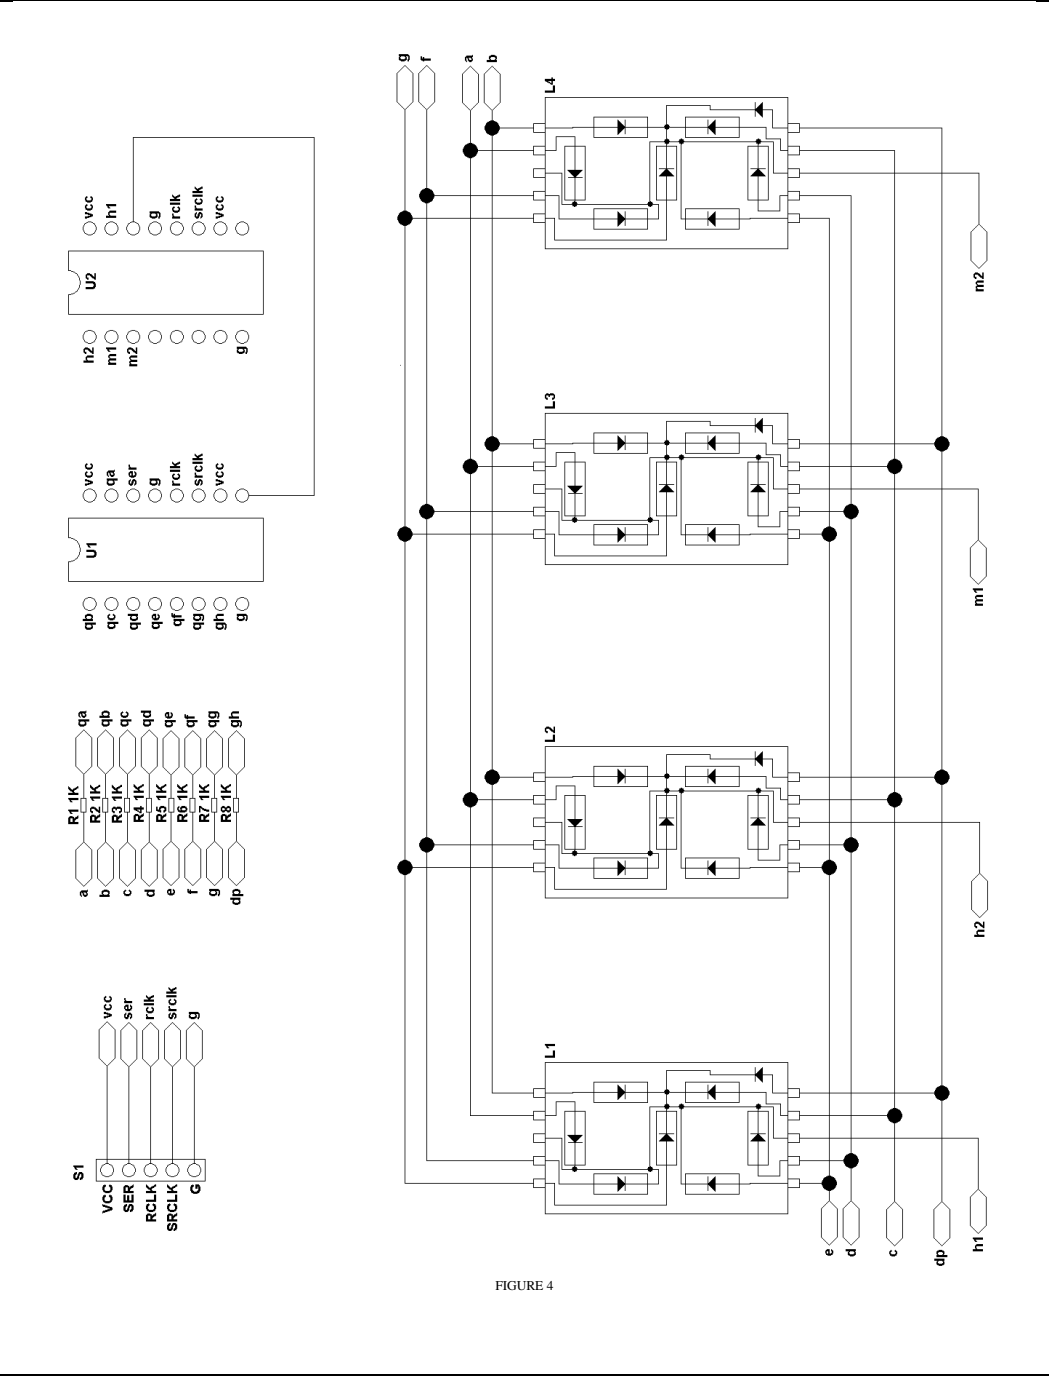 g
f
a
b
L4
m2
vcc
h1
g
rclk
srclk
vcc
U2
h2
m1
m2
g
L3
m1
vcc
qa
ser
g
rclk
srclk
vcc
U1
qb
qc
qd
qe
qf
qg
gh
g
L2
h2
qa
qb
qc
qd
qe
qf
qg
gh
R1 1K
R2 1K
R3 1K
R4 1K
R5 1K
R6 1K
R7 1K
R8 1K
a
b
c
d
e
f
g
dp
L1
h1
vcc
ser
rclk
srclk
g
S1
VCC
SER
RCLK
SRCLK
G
e
d
c
dp
FIGURE 4